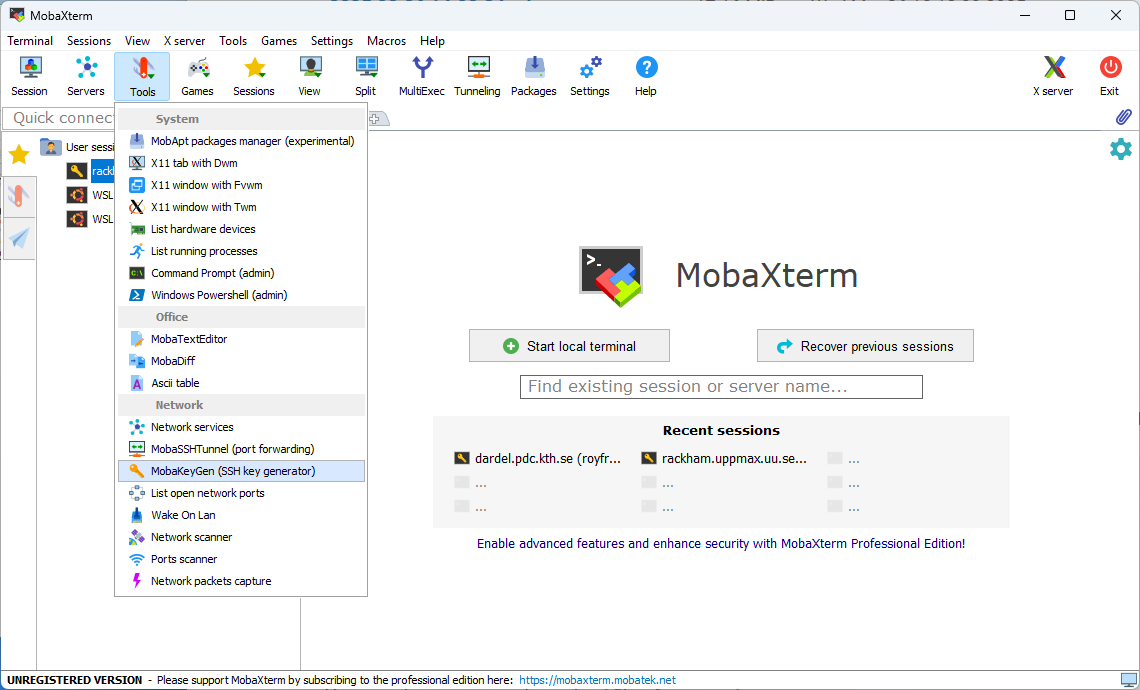 MobaXterm
Terminal Sessions View X server Tools Games Settings Macros Help
Session Servers Tools Games Sessions View Split MultiExec Tunneling Packages Settings Help X server Exit
Quick connect
System
MobApt packages manager (experimental)
X11 tab with Dwm
X11 window with Fvwm
X11 window with Twm
List hardware devices
List running processes
Command Prompt (admin)
Windows Powershell (admin)
Office
MobaTextEditor
MobaDiff
Ascii table
Network
Network services
MobaSSHTunnel (port forwarding)
MobaKeyGen (SSH key generator)
List open network ports
Wake On Lan
Network scanner
Ports scanner
Network packets capture
User sessi
rackl
WSL
WSL
MobaXterm
Start local terminal
Recover previous sessions
Find existing session or server name...
Recent sessions
dardel.pdc.kth.se (royfr... rackham.uppmax.uu.se... ...
... ... ...
... ... ...
Enable advanced features and enhance security with MobaXterm Professional Edition!
UNREGISTERED VERSION - Please support MobaXterm by subscribing to the professional edition here: https://mobaxterm.mobatek.net